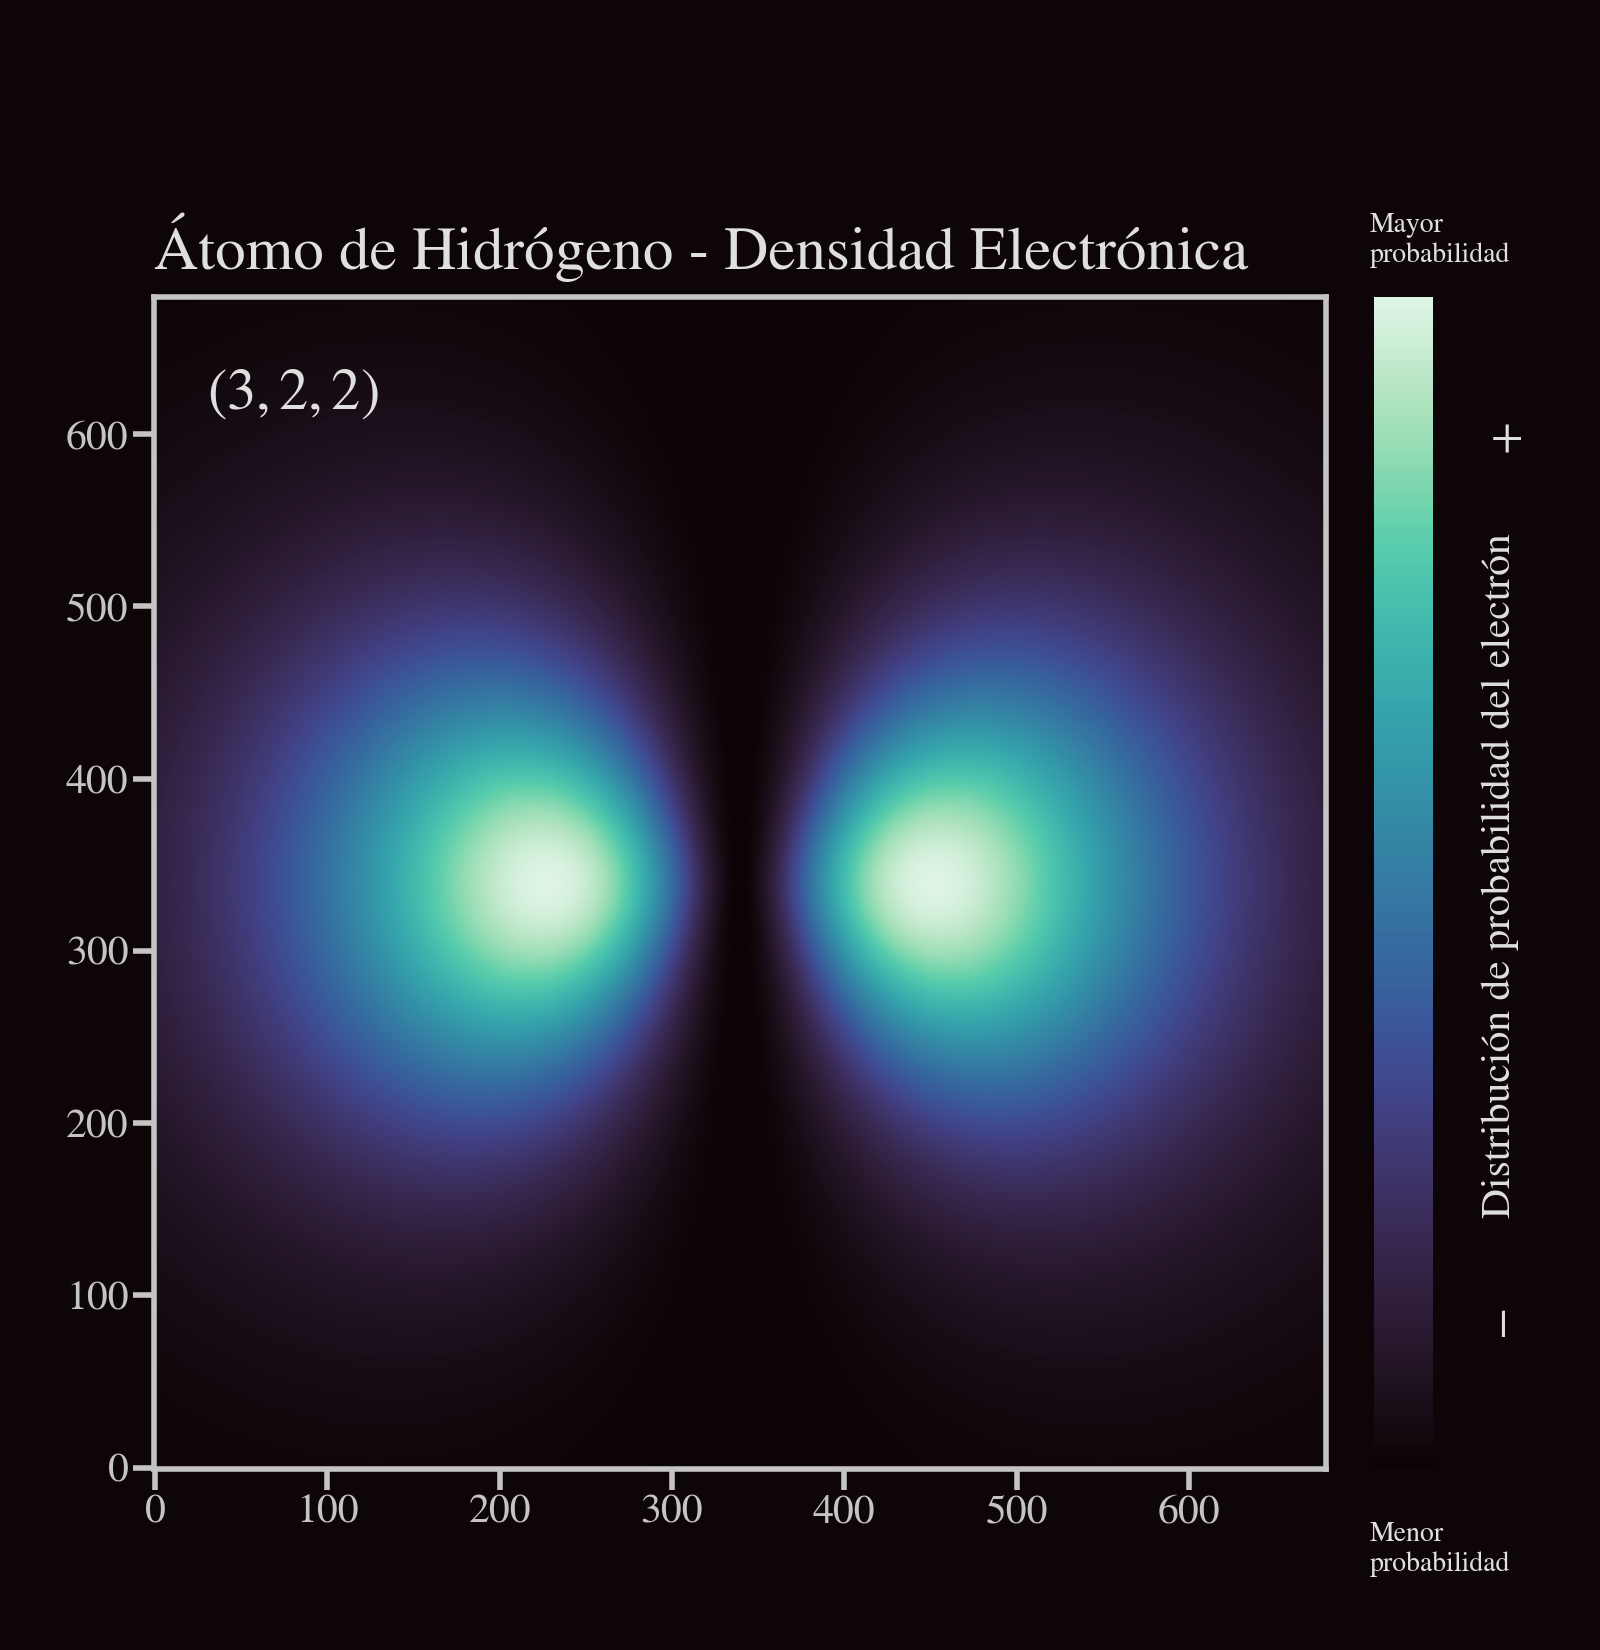 Átomo de Hidrógeno - Densidad Electrónica
Mayor
probabilidad
(3, 2, 2)
600
500
400
300
200
100
0
0 100 200 300 400 500 600
− Distribución de probabilidad del electrón +
Menor
probabilidad